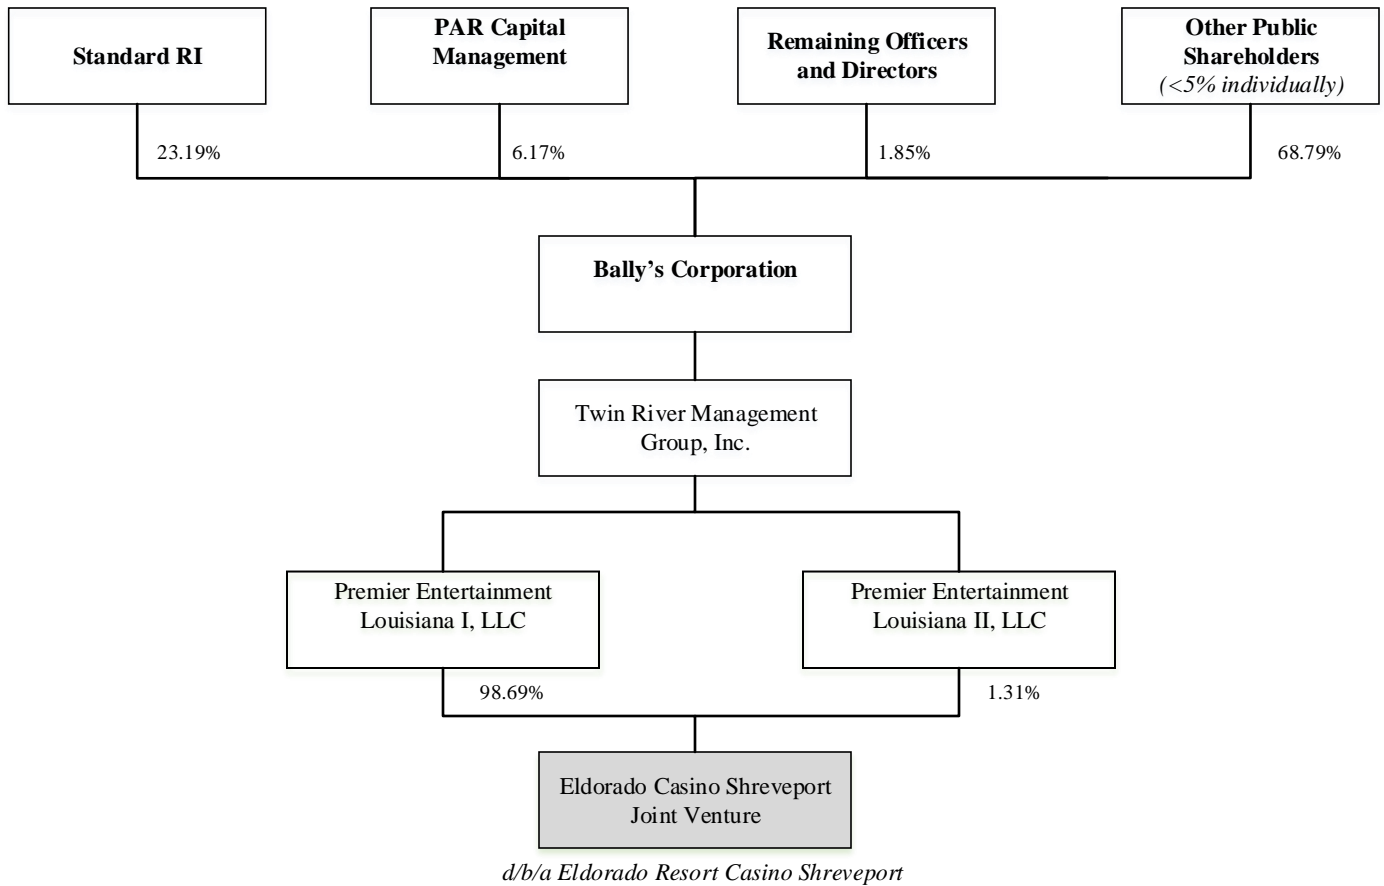 Standard RI
PAR Capital
Management
Remaining Officers
and Directors
Other Public
Shareholders
(<5% individually)
23.19%
6.17%
1.85%
68.79%
Bally’s Corporation
Twin River Management
Group, Inc.
Premier Entertainment
Louisiana I, LLC
Premier Entertainment
Louisiana II, LLC
98.69%
1.31%
Eldorado Casino Shreveport
Joint Venture
d/b/a Eldorado Resort Casino Shreveport